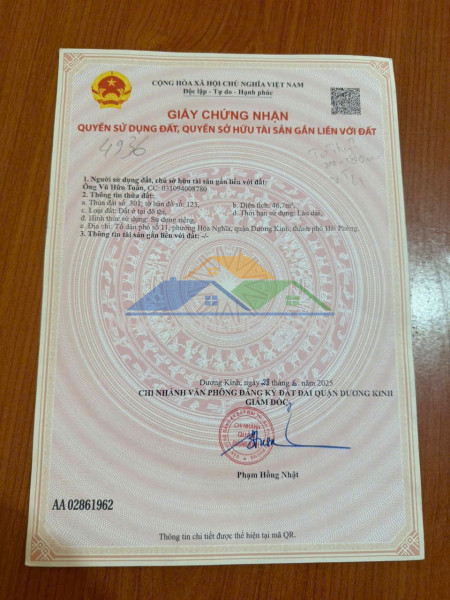 CỘNG HÒA XÃ HỘI CHỦ NGHĨA VIỆT NAM
Độc lập - Tự do - Hạnh phúc
GIẤY CHỨNG NHẬN
QUYỀN SỬ DỤNG ĐẤT, QUYỀN SỞ HỮU TÀI SẢN GẮN LIỀN VỚI ĐẤT
4936
1. Người sử dụng đất, chủ sở hữu tài sản gắn liền với đất:
Ông Vũ Hữu Tuấn, CC: 031094008780
2. Thông tin thửa đất:
a. Thửa đất số: 301; tờ bản đồ số: 123, b. Diện tích: 46,7m²,
c. Loại đất: Đất ở tại đô thị, d. Thời hạn sử dụng: Lâu dài,
đ. Hình thức sử dụng: Sử dụng riêng,
e. Địa chỉ: Tổ dân phố số 11, phường Hòa Nghĩa, quận Dương Kinh, thành phố Hải Phòng.
3. Thông tin tài sản gắn liền với đất: -/-
Dương Kinh, ngày tháng 6 năm 2025
CHI NHÁNH VĂN PHÒNG ĐĂNG KÝ ĐẤT ĐAI QUẬN DƯƠNG KINH
GIÁM ĐỐC
CHI NHÁNH
QUẬN
Phạm Hồng Nhật
AA 02861962
Thông tin chi tiết được thể hiện tại mã QR.